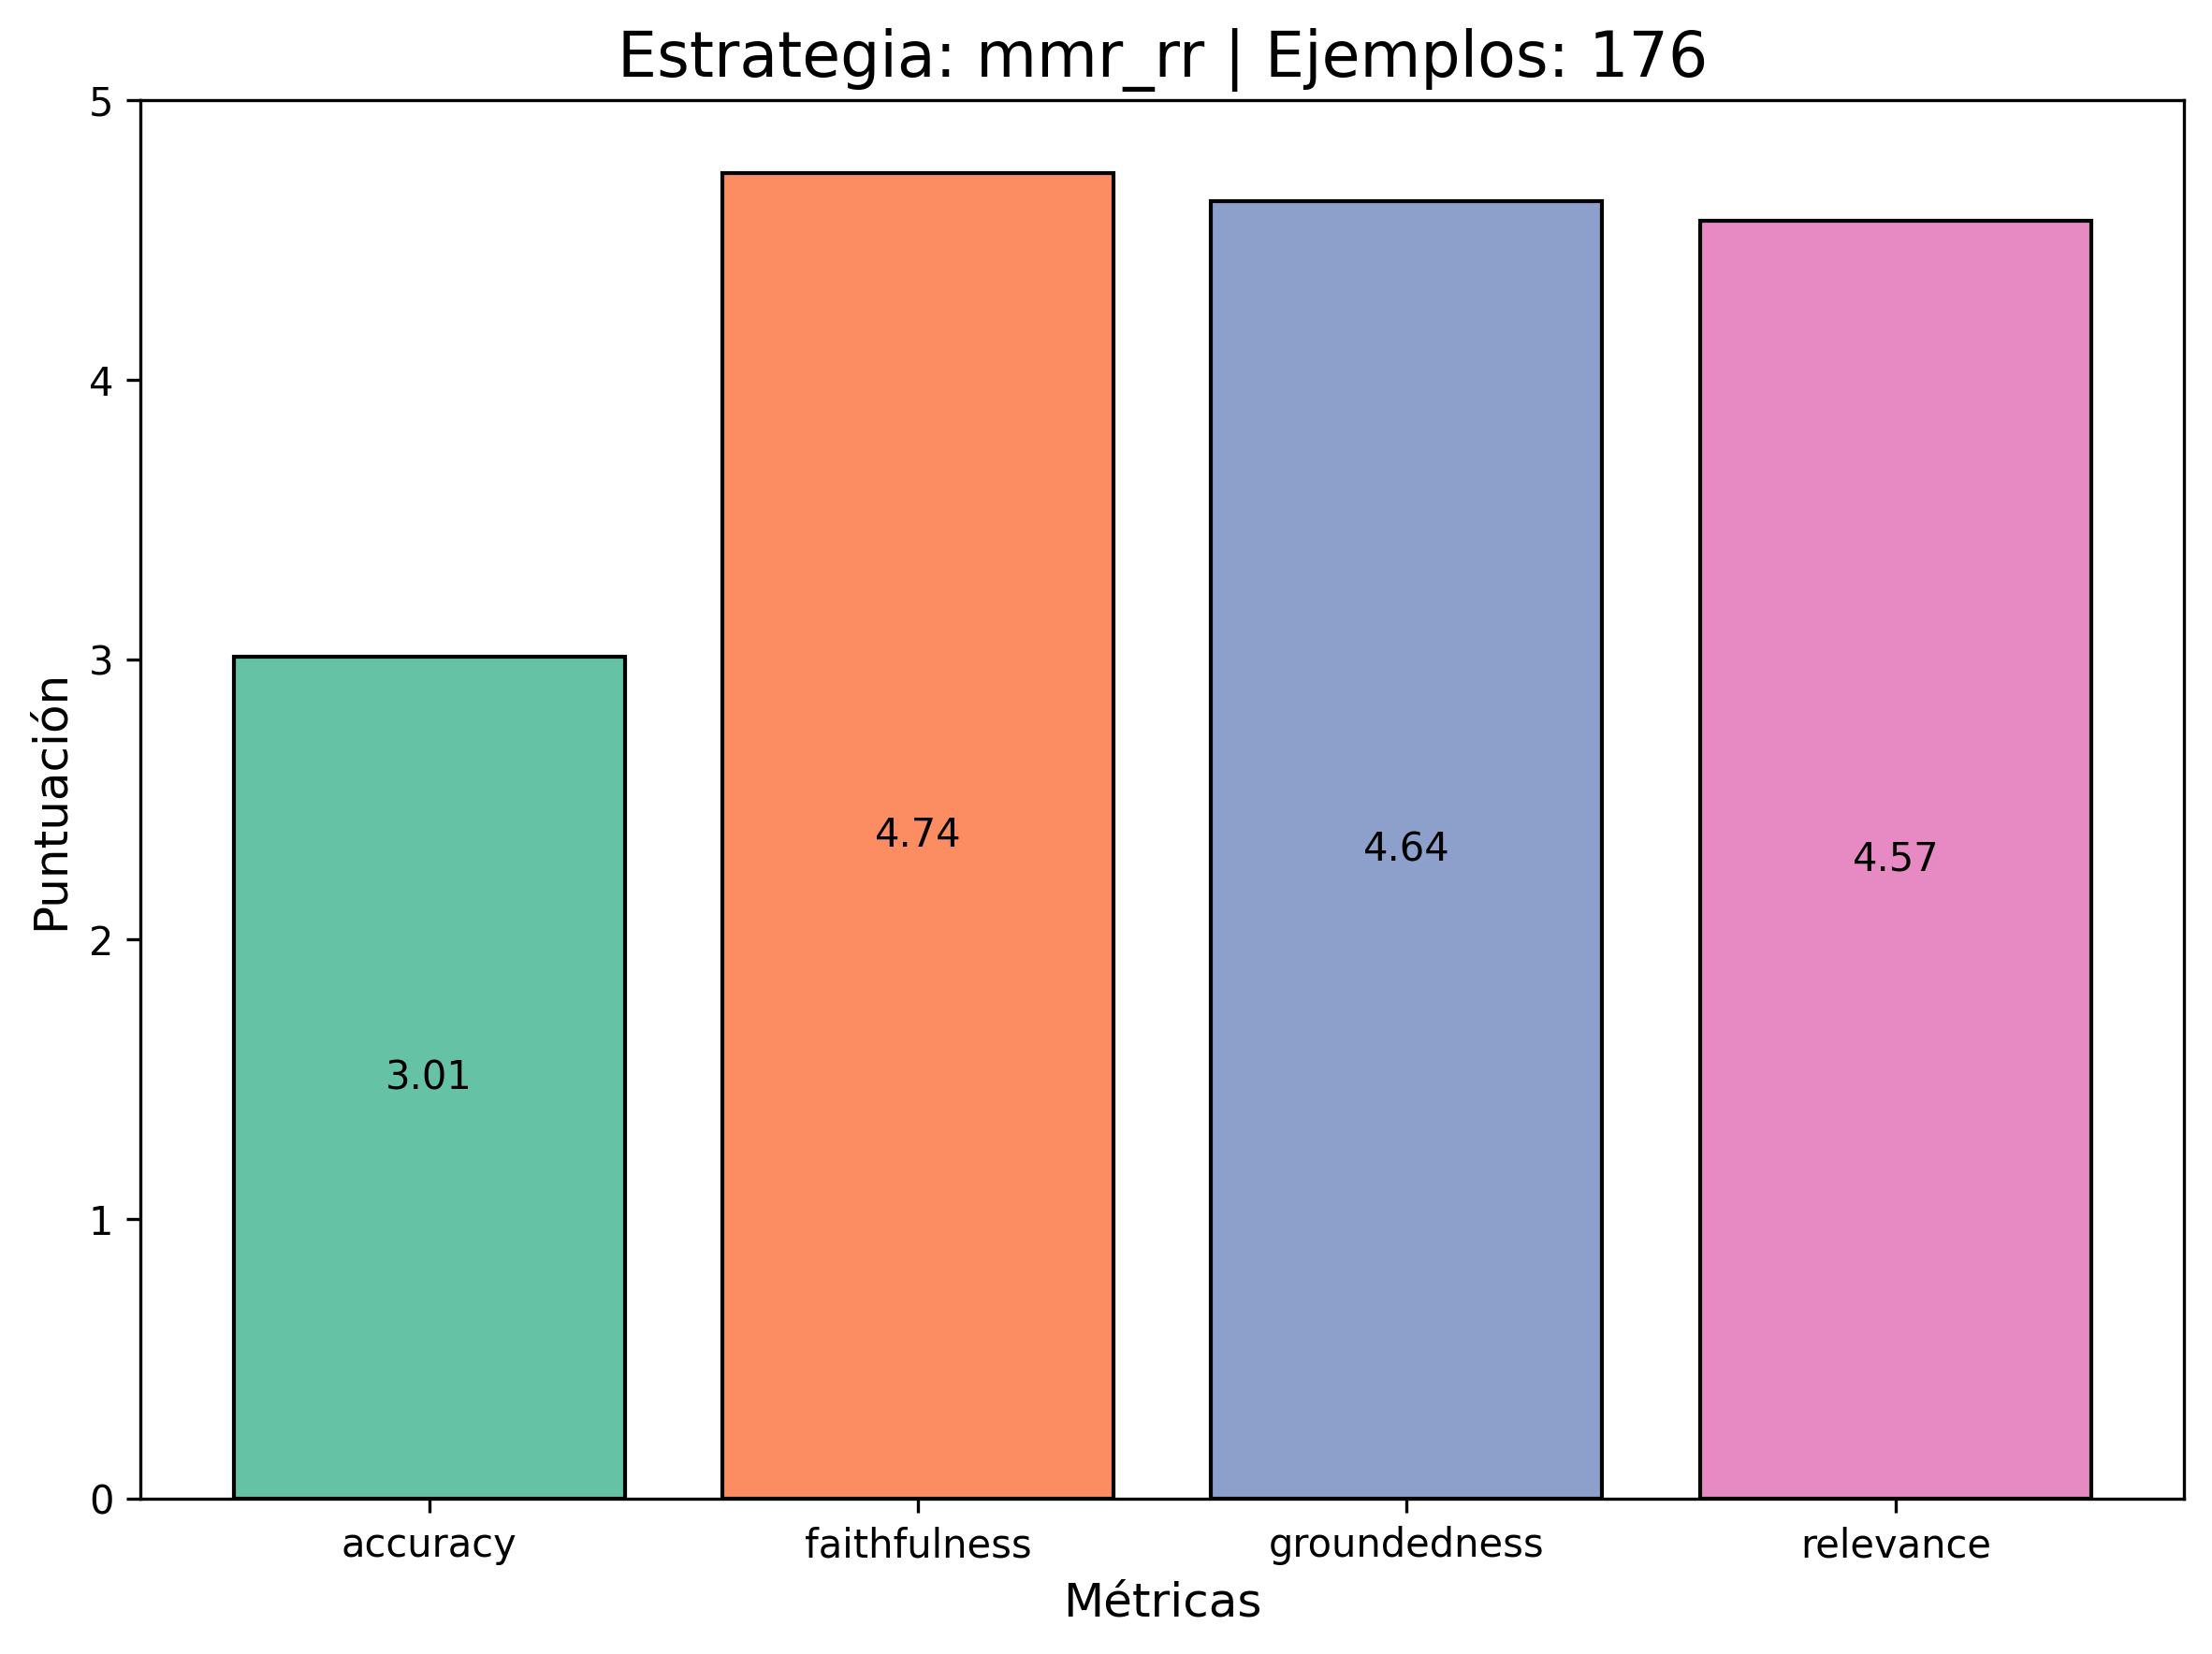 Estrategia: mmr_rr | Ejemplos: 176
5
4
3
2
1
0
Puntuación
3.01
4.74
4.64
4.57
accuracy
faithfulness
groundedness
relevance
Métricas